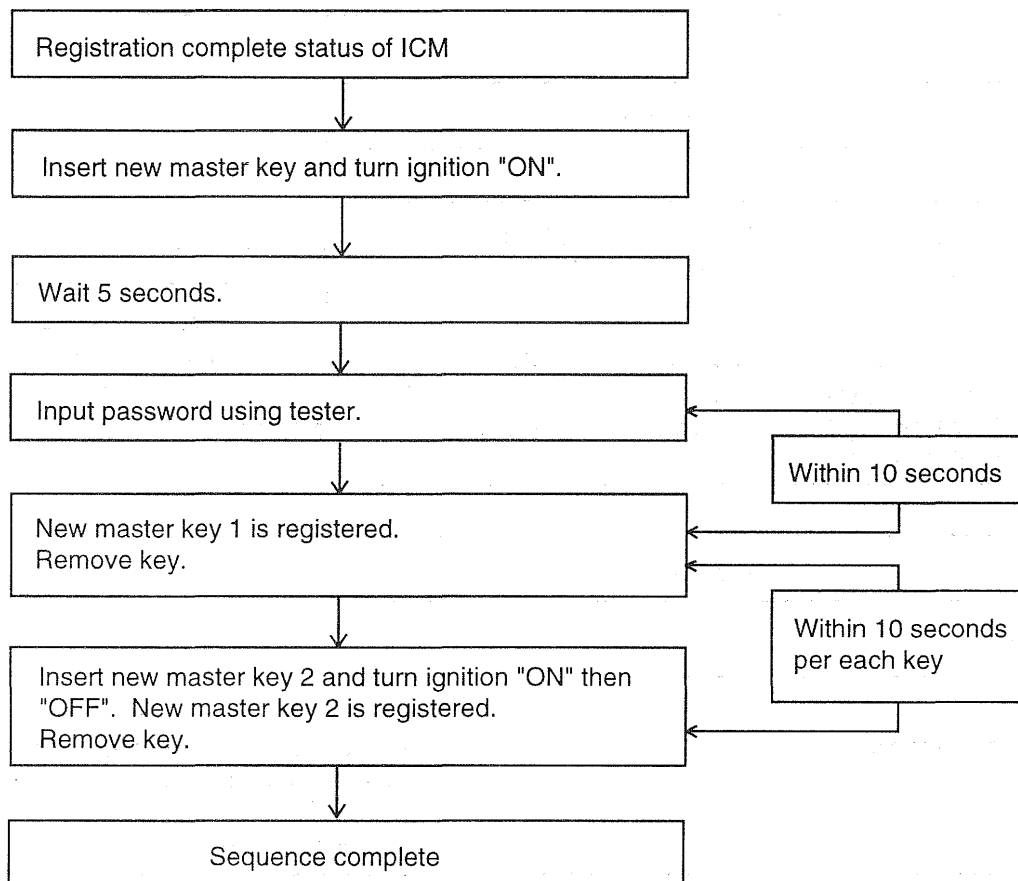 Registration complete status of ICM
Insert new master key and turn ignition "ON".
Wait 5 seconds.
Input password using tester.
Within 10 seconds
New master key 1 is registered.
Remove key.
Within 10 seconds
per each key
Insert new master key 2 and turn ignition "ON" then
"OFF".  New master key 2 is registered.
Remove key.
Sequence complete